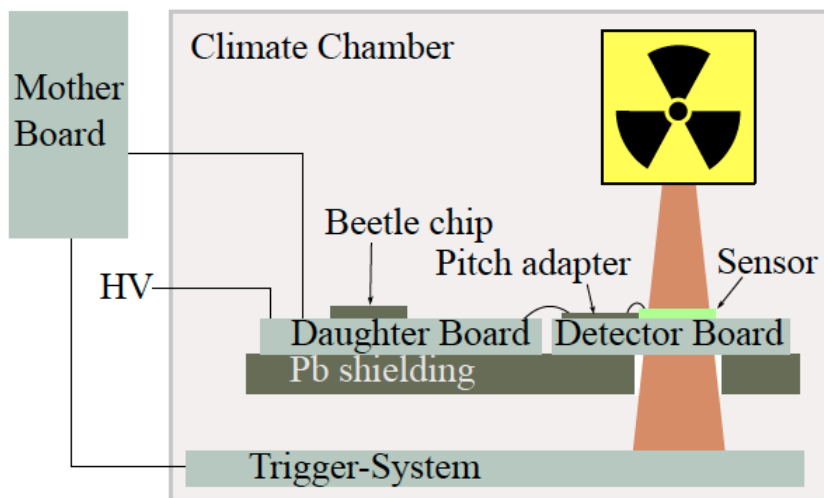 Climate Chamber
Mother
Board
Beetle chip
Pitch adapter
Sensor
HV
Daughter Board
Detector Board
Pb shielding
Trigger-System